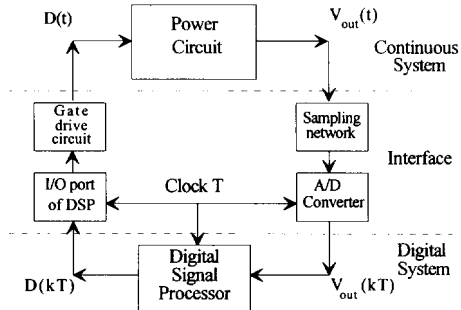 D(t)
Power
Circuit
V_out(t)
Continuous
System
Gate
drive
circuit
Sampling
network
Interface
I/O port
of DSP
Clock T
A/D
Converter
Digital
System
D(kT)
Digital
Signal
Processor
V_out(kT)